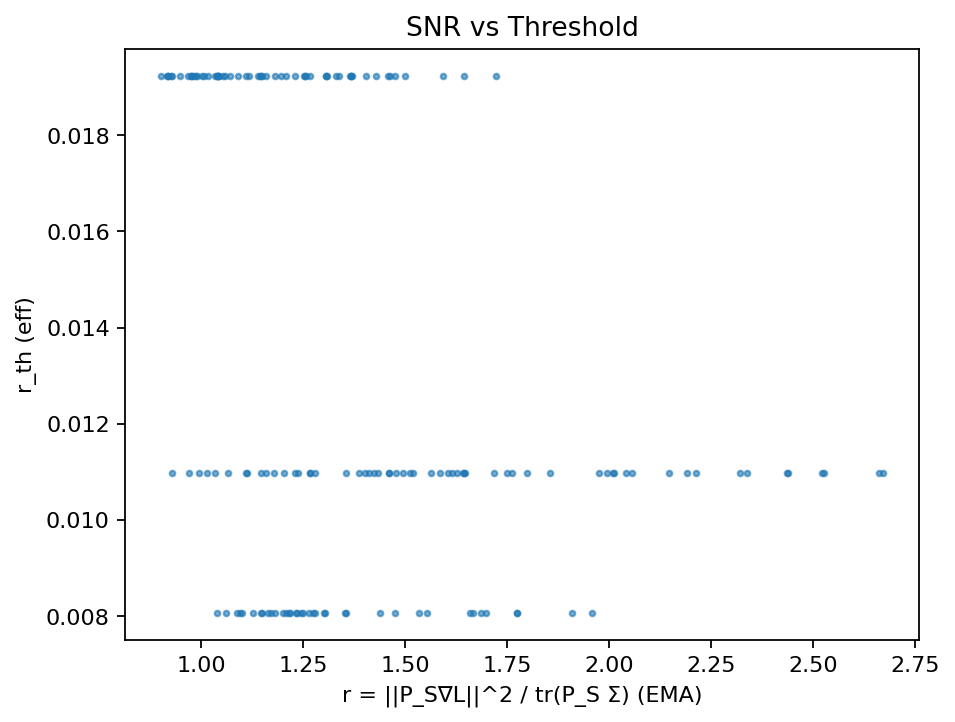 SNR vs Threshold
r_th (eff)
0.018
0.016
0.014
0.012
0.010
0.008
1.00 1.25 1.50 1.75 2.00 2.25 2.50 2.75
r = ||P_S∇L||^2 / tr(P_S Σ) (EMA)